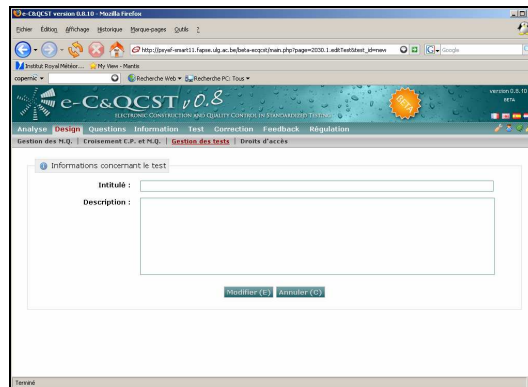 e-C&QCST version 0.8.10 - Mozilla Firefox
Fichier Édition Affichage Historique Marque-pages Outils ?
http://psyef-smart11.fapse.ulg.ac.be/beta-ecqcst/main.php?page=2030.1.editTest&test_id=new Google
Institut Royal Météor... My View - Mantis
copernic Recherche Web Recherche PC: Tous
e-C&QCST v0.8 BETA version 0.8.10
BETA
ELECTRONIC CONSTRUCTION AND QUALITY CONTROL IN STANDARDIZED TESTING
Analyse Design Questions Information Test Correction Feedback Régulation
Gestion des M.Q. | Croisement C.P. et M.Q. | Gestion des tests | Droits d'accès
Informations concernant le test
Intitulé :
Description :
Modifier (E) Annuler (C)
Terminé